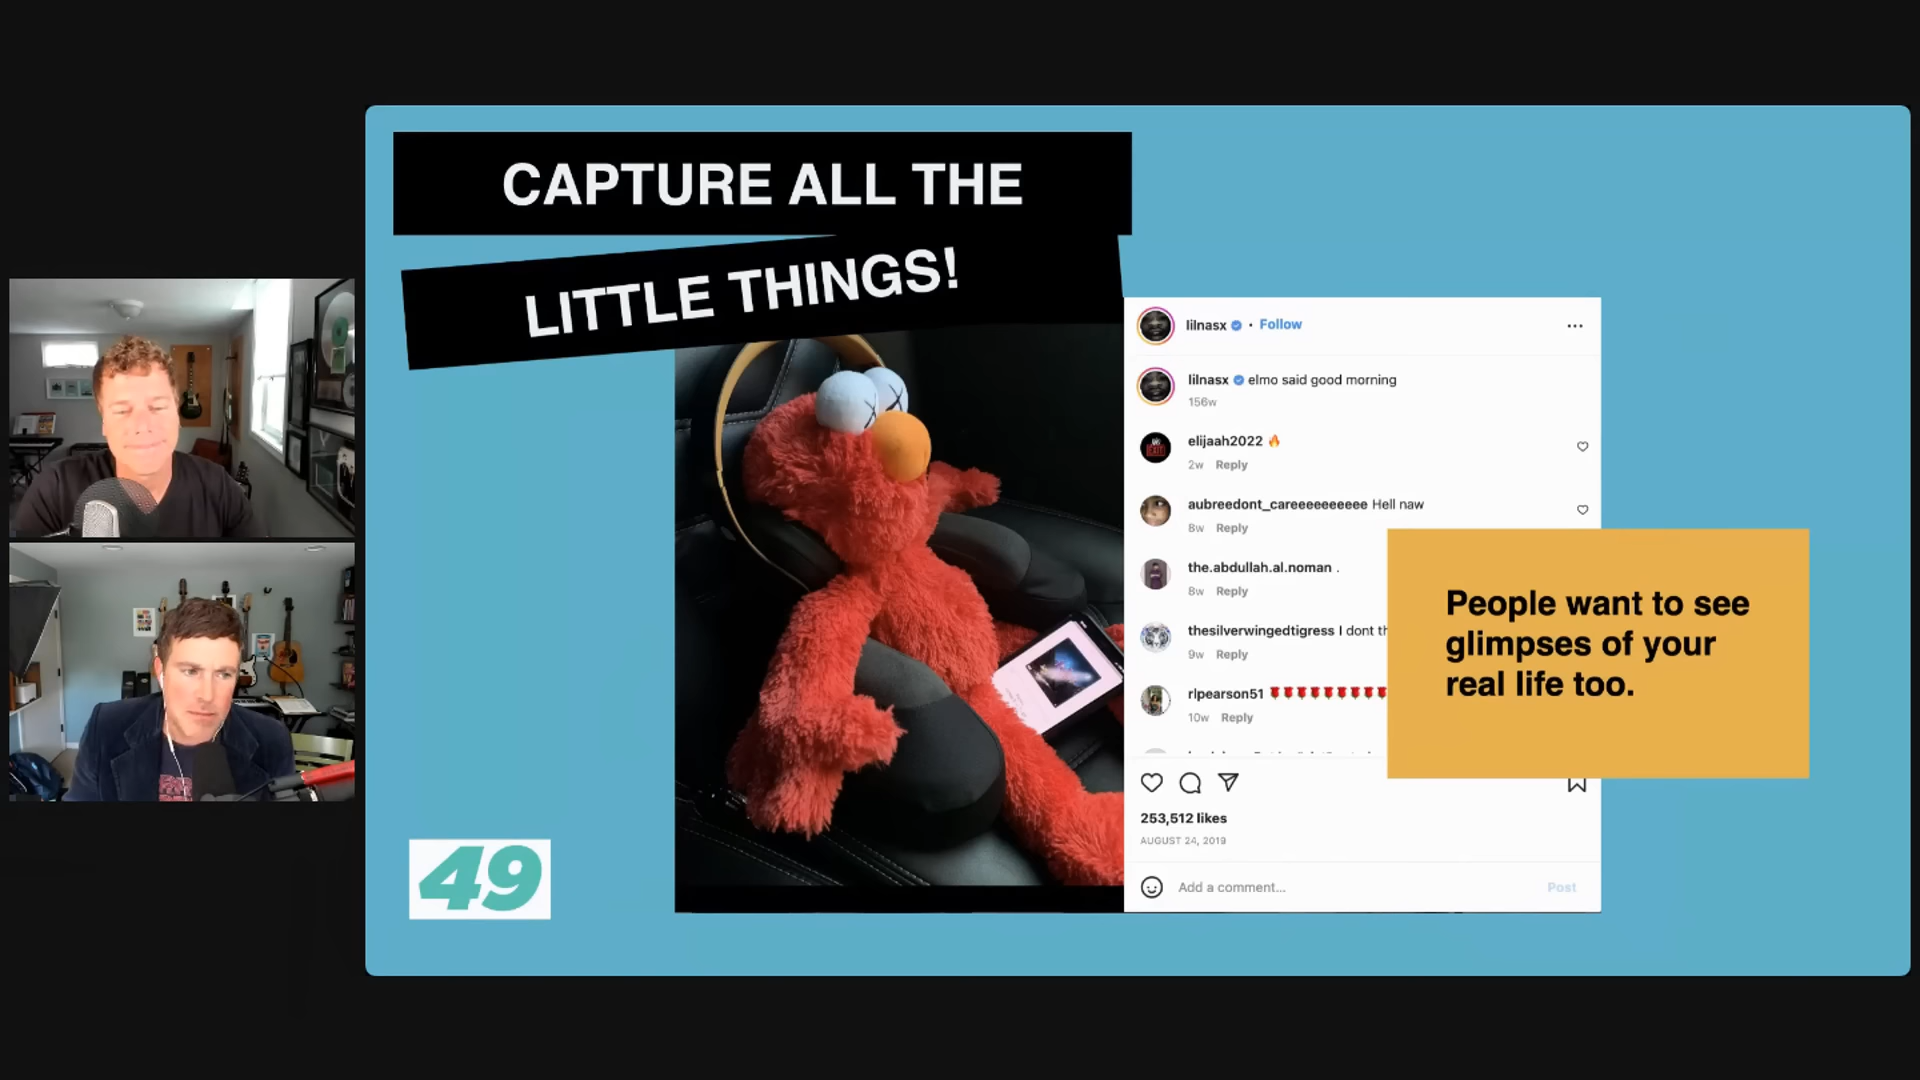 CAPTURE ALL THE
LITTLE THINGS!
lilnasx • Follow
lilnasx elmo said good morning
156w
elijaah2022 🔥
2w Reply
aubreedont_careeeeeeeeee Hell naw
8w Reply
the.abdullah.al.noman .
8w Reply
thesilverwingedtigress I dont th
9w Reply
rlpearson51 🌹🌹🌹🌹🌹🌹🌹🌹🌹
10w Reply
People want to see
glimpses of your
real life too.
253,512 likes
AUGUST 24, 2019
Add a comment...
Post
49